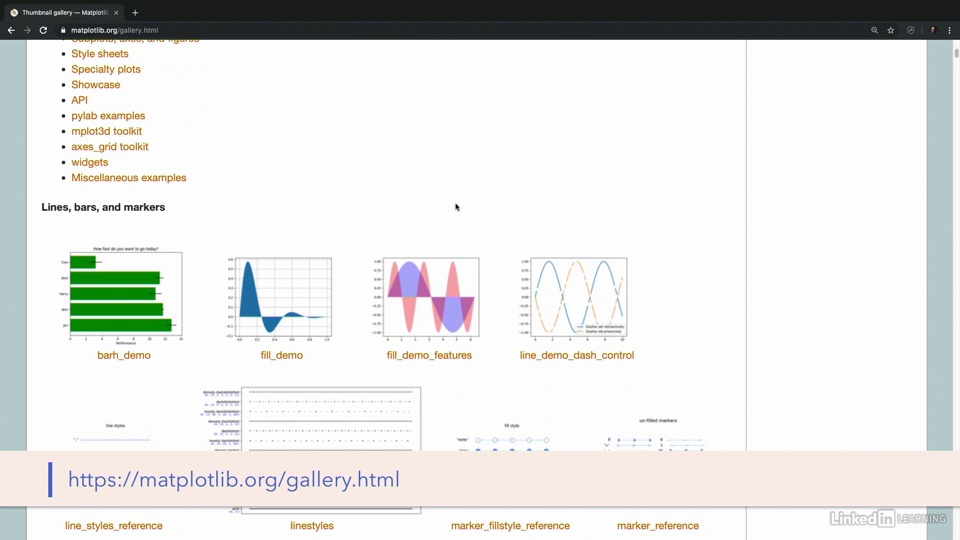 Thumbnail gallery — Matplotli
matplotlib.org/gallery.html
Subplots, axes, and figures
Style sheets
Specialty plots
Showcase
API
pylab examples
mplot3d toolkit
axes_grid toolkit
widgets
Miscellaneous examples
Lines, bars, and markers
How fast do you want to go today?
Performance
barh_demo
fill_demo
fill_demo_features
line_demo_dash_control
line styles
fill style
un-filled markers
https://matplotlib.org/gallery.html
line_styles_reference
linestyles
marker_fillstyle_reference
marker_reference
Linked in LEARNING